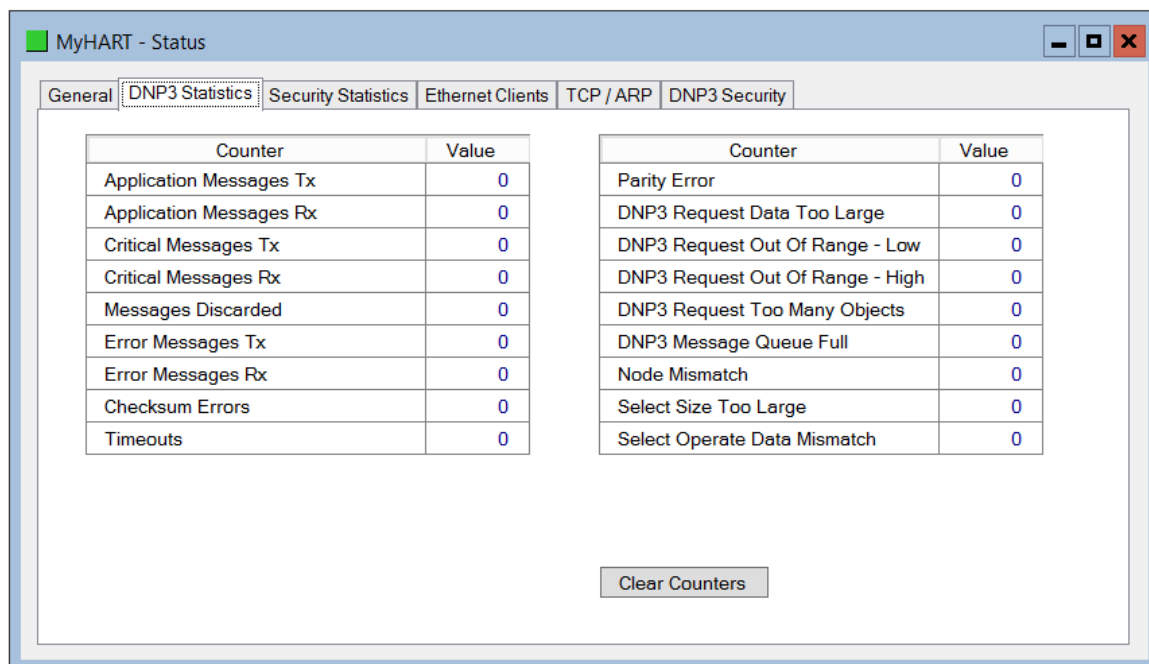 MyHART - Status
General DNP3 Statistics Security Statistics Ethernet Clients TCP / ARP DNP3 Security
Counter Value Counter Value
Application Messages Tx 0 Parity Error 0
Application Messages Rx 0 DNP3 Request Data Too Large 0
Critical Messages Tx 0 DNP3 Request Out Of Range - Low 0
Critical Messages Rx 0 DNP3 Request Out Of Range - High 0
Messages Discarded 0 DNP3 Request Too Many Objects 0
Error Messages Tx 0 DNP3 Message Queue Full 0
Error Messages Rx 0 Node Mismatch 0
Checksum Errors 0 Select Size Too Large 0
Timeouts 0 Select Operate Data Mismatch 0
Clear Counters